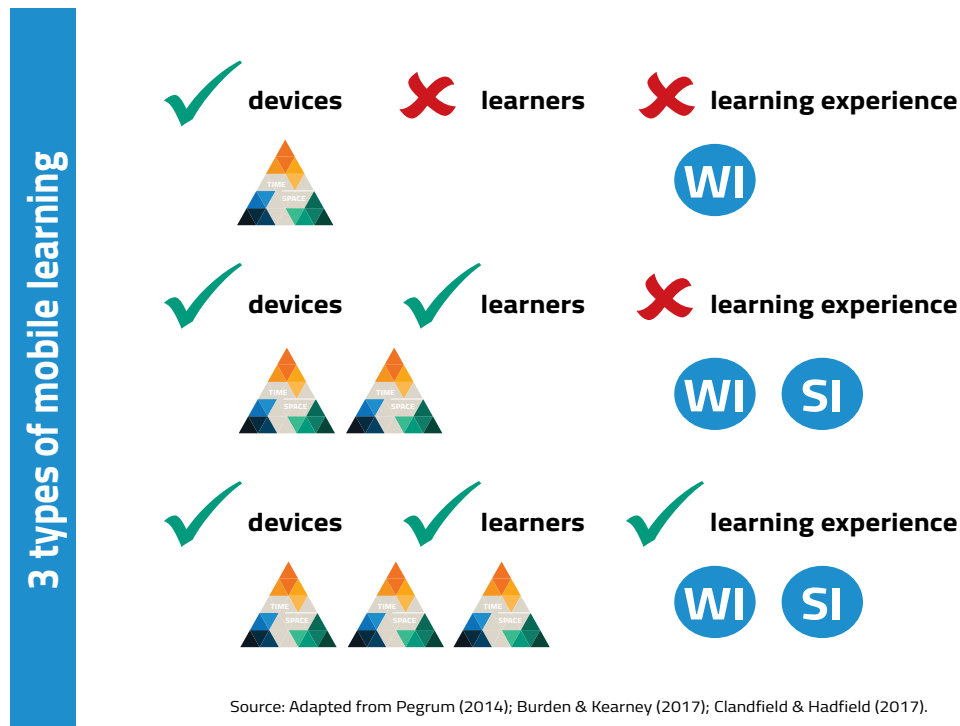 3 types of mobile learning
devices learners learning experience
TIME
SPACE
WI
devices learners learning experience
TIME TIME
SPACE SPACE
WI SI
devices learners learning experience
TIME TIME TIME
SPACE SPACE SPACE
WI SI
Source: Adapted from Pegrum (2014); Burden & Kearney (2017); Clandfield & Hadfield (2017).